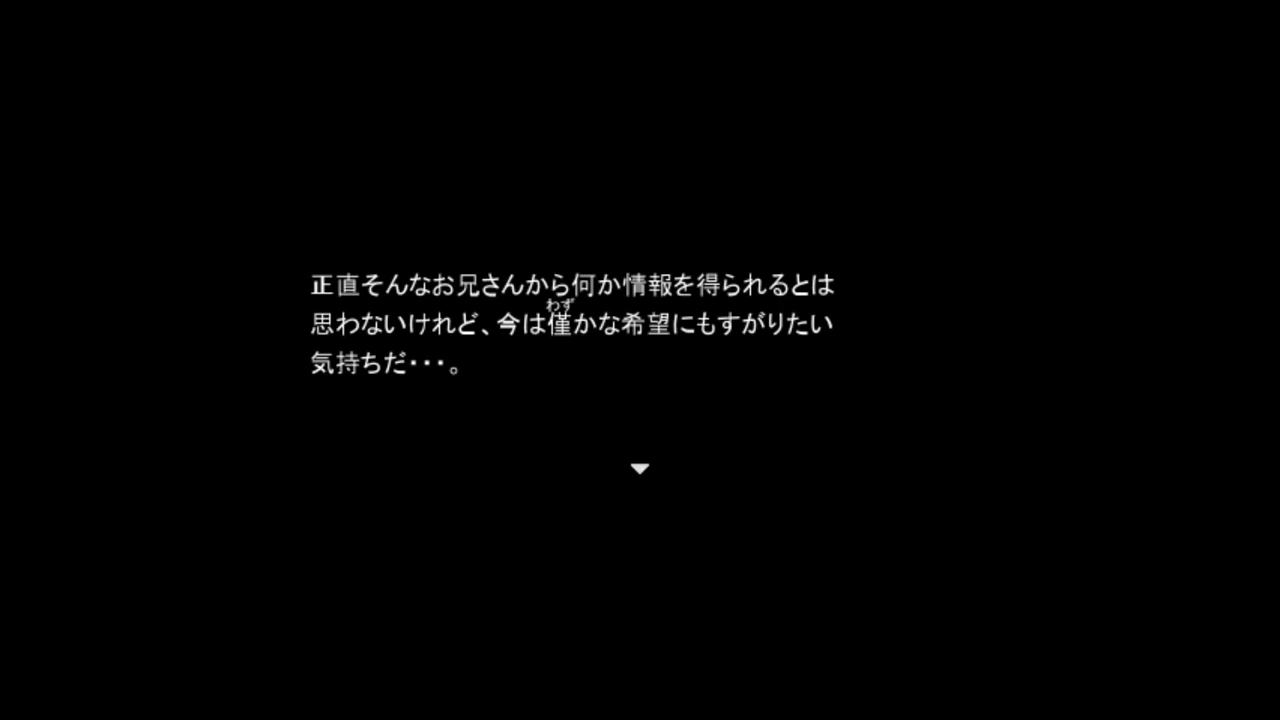 正直そんなお兄さんから何か情報を得られるとは
わず
思わないけれど、今は僅かな希望にもすがりたい
気持ちだ・・・。